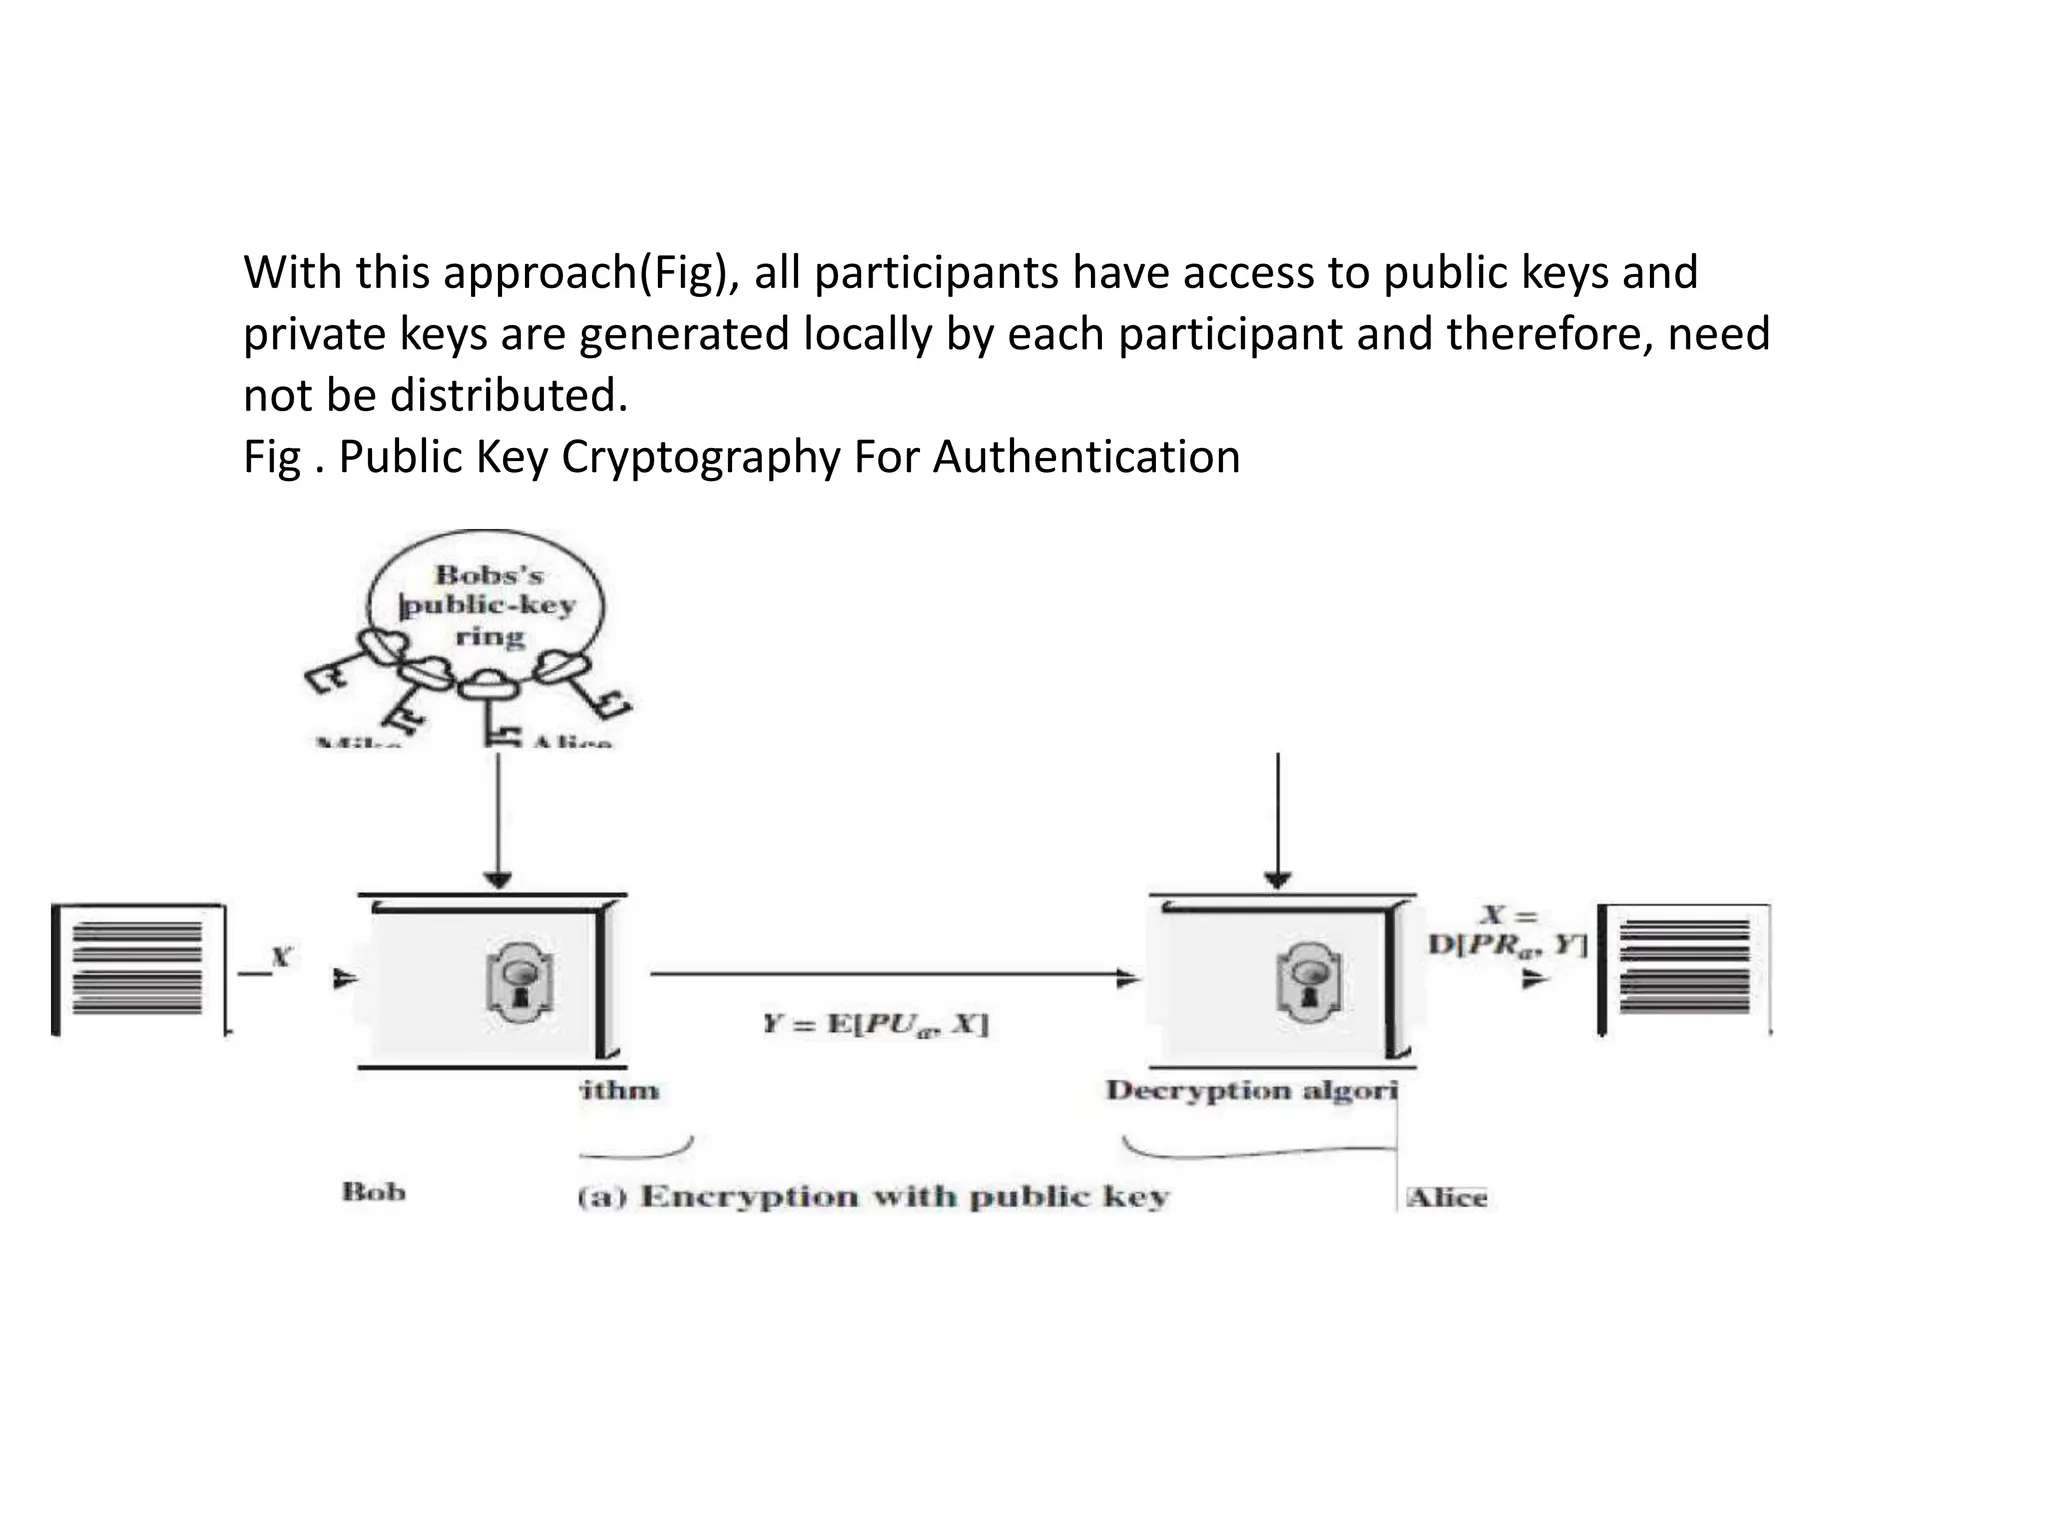 With this approach(Fig), all participants have access to public keys and
private keys are generated locally by each participant and therefore, need
not be distributed.
Fig . Public Key Cryptography For Authentication
Bobs's
public-key
ring
Mike Alice
X
Y = E[PUa, X]
X =
D[PRa, Y]
ithm
Decryption algori
Bob
(a) Encryption with public key
Alice